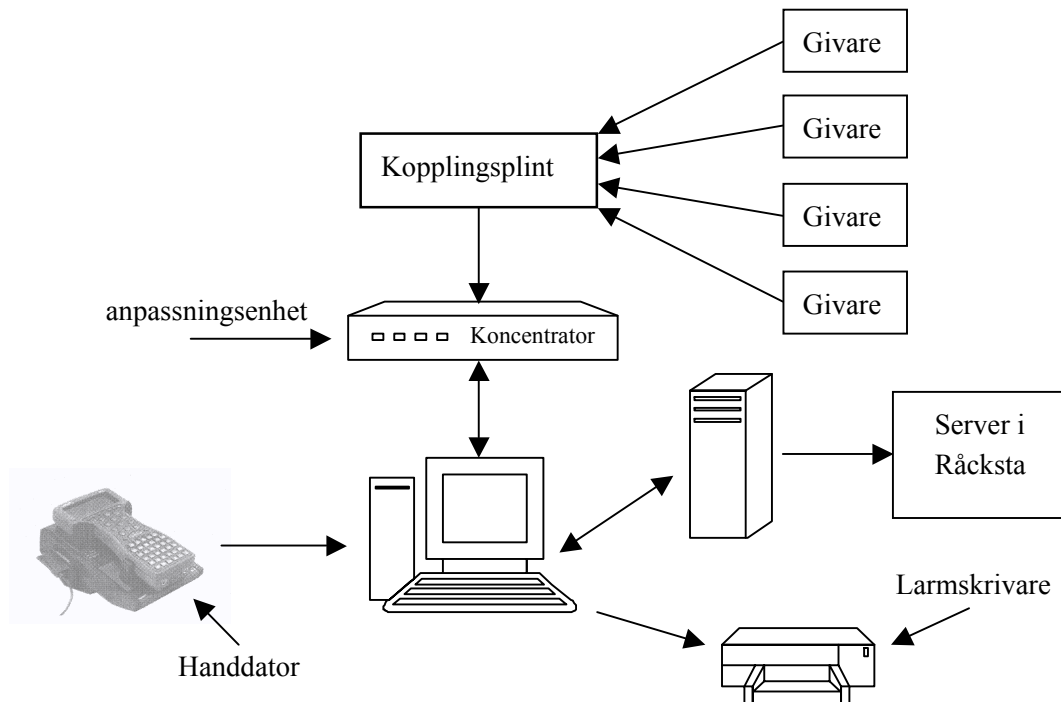 Givare
Givare
Kopplingsplint
Givare
Givare
anpassningsenhet
Koncentrator
Server i
Råcksta
Larmskrivare
Handdator